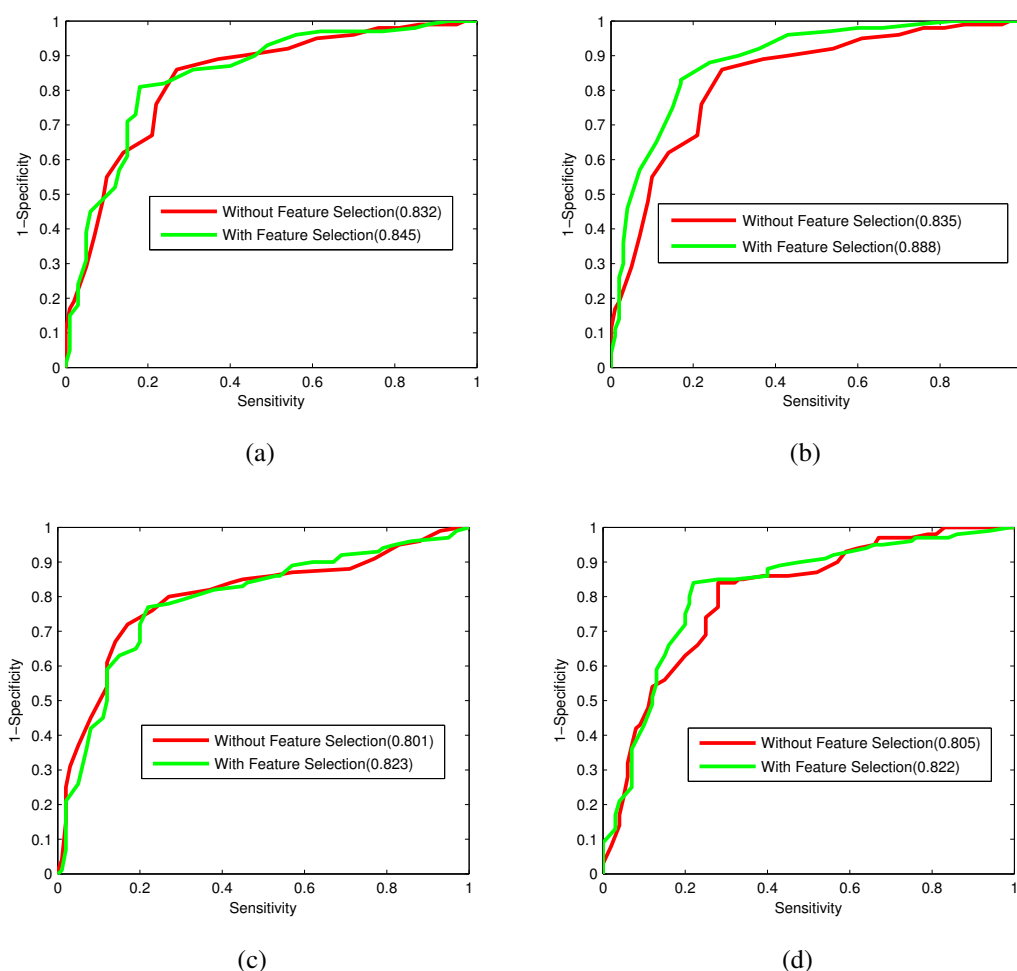 1
0.9
0.8
0.7
0.6
0.5
0.4
0.3
0.2
0.1
0
0 0.2 0.4 0.6 0.8 1
1−Specificity
Sensitivity
Without Feature Selection(0.832)
With Feature Selection(0.845)
(a)
1
0.9
0.8
0.7
0.6
0.5
0.4
0.3
0.2
0.1
0
0 0.2 0.4 0.6 0.8
1−Specificity
Sensitivity
Without Feature Selection(0.835)
With Feature Selection(0.888)
(b)
1
0.9
0.8
0.7
0.6
0.5
0.4
0.3
0.2
0.1
0
0 0.2 0.4 0.6 0.8 1
1−Specificity
Sensitivity
Without Feature Selection(0.801)
With Feature Selection(0.823)
(c)
1
0.9
0.8
0.7
0.6
0.5
0.4
0.3
0.2
0.1
0
0 0.2 0.4 0.6 0.8 1
1−Specificity
Sensitivity
Without Feature Selection(0.805)
With Feature Selection(0.822)
(d)